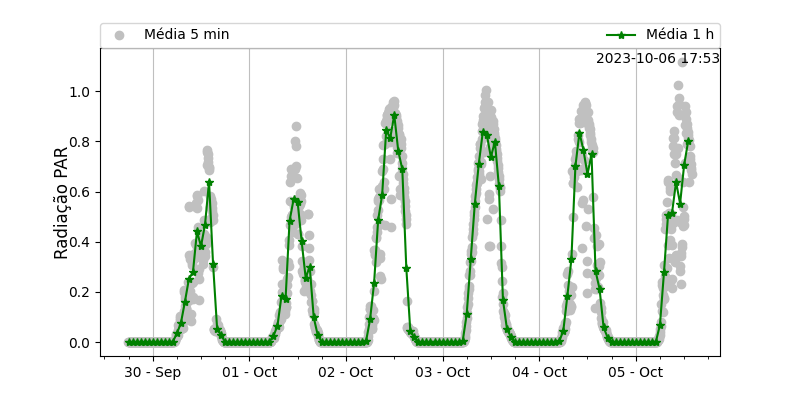 Média 5 min
Média 1 h
2023-10-06 17:53
Radiação PAR
1.0
0.8
0.6
0.4
0.2
0.0
30 - Sep
01 - Oct
02 - Oct
03 - Oct
04 - Oct
05 - Oct